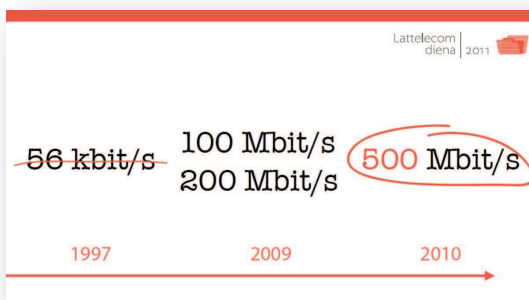 Lattelecom
diena 2011
56 kbit/s
100 Mbit/s
200 Mbit/s
500 Mbit/s
1997 2009 2010